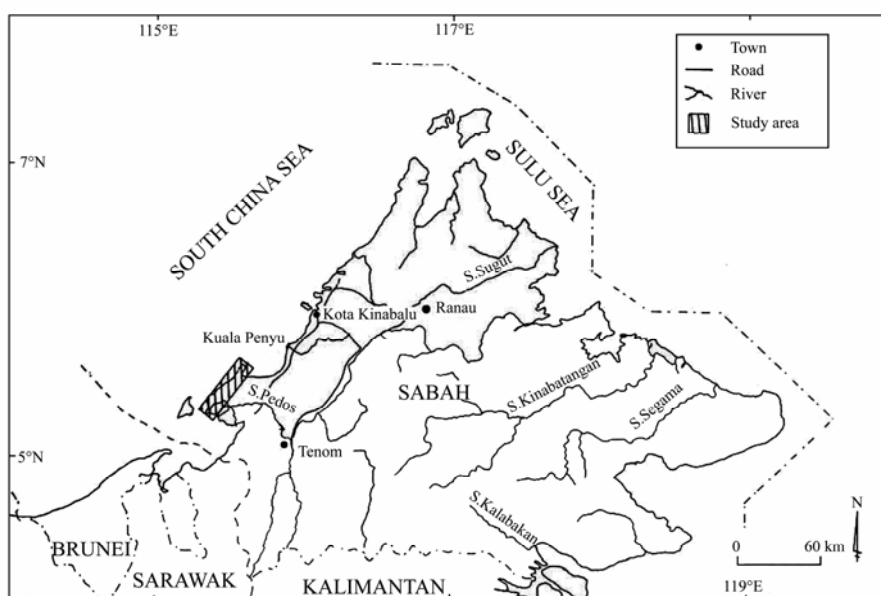 115°E
117°E
Town
Road
River
Study area
7°N
SOUTH CHINA SEA
SULU SEA
S.Sugut
Kota Kinabalu
Ranau
Kuala Penyu
S.Pedos
SABAH
S.Kinabatangan
S.Segama
5°N
Tenom
S.Kalabakan
N
BRUNEI
0 60 km
SARAWAK
KALIMANTAN
119°E